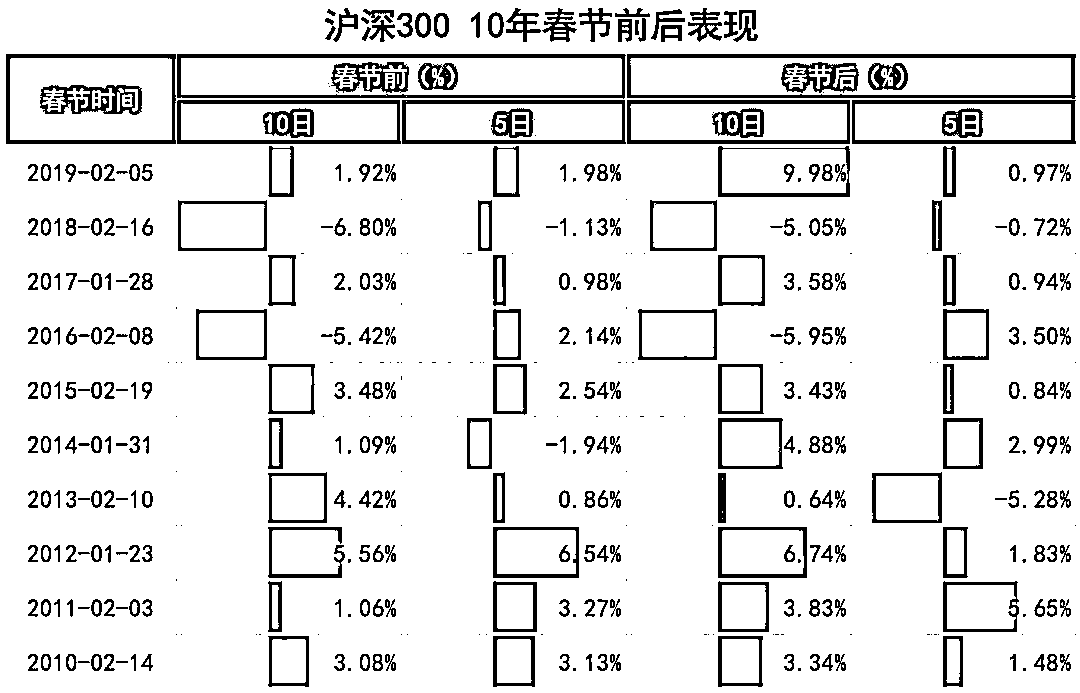 沪深300 10年春节前后表现
春节时间 春节前（%） 春节后（%）
10日 5日 10日 5日
2019-02-05 1.92% 1.98% 9.98% 0.97%
2018-02-16 -6.80% -1.13% -5.05% -0.72%
2017-01-28 2.03% 0.98% 3.58% 0.94%
2016-02-08 -5.42% 2.14% -5.95% 3.50%
2015-02-19 3.48% 2.54% 3.43% 0.84%
2014-01-31 1.09% -1.94% 4.88% 2.99%
2013-02-10 4.42% 0.86% 0.64% -5.28%
2012-01-23 5.56% 6.54% 6.74% 1.83%
2011-02-03 1.06% 3.27% 3.83% 5.65%
2010-02-14 3.08% 3.13% 3.34% 1.48%